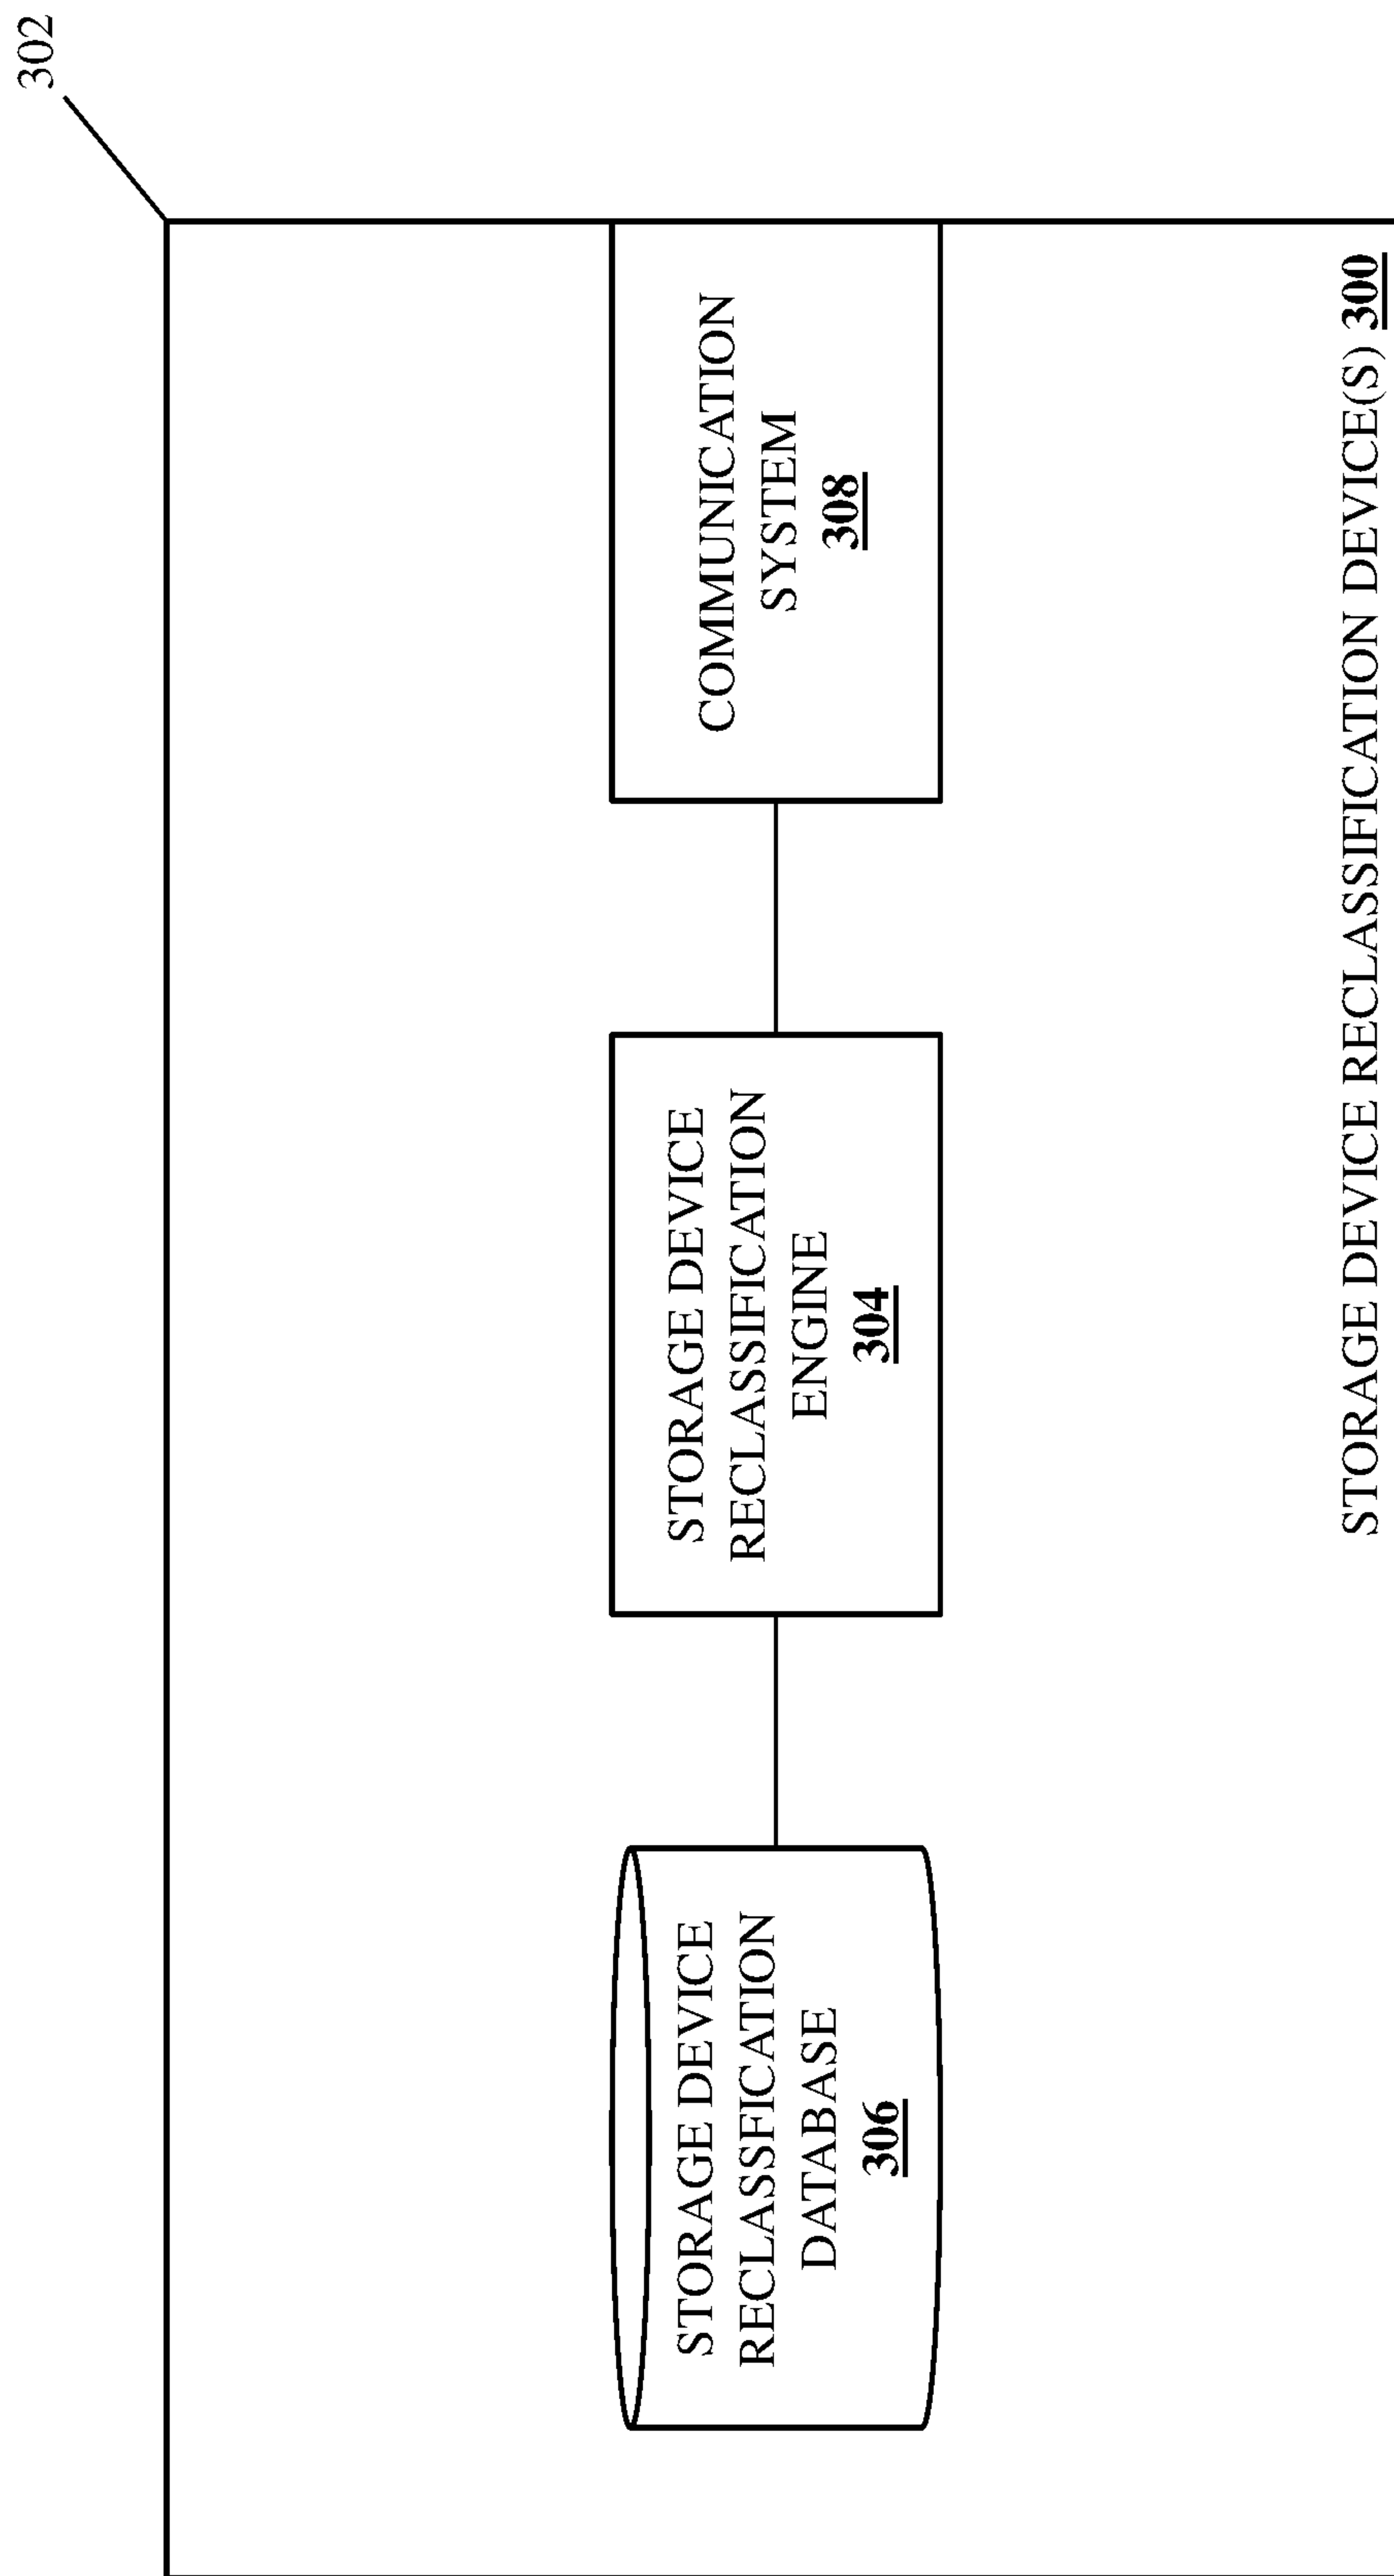 302
STORAGE DEVICE
RECLASSFICATION
DATABASE
306
STORAGE DEVICE
RECLASSIFICATION
ENGINE
304
COMMUNICATION
SYSTEM
308
STORAGE DEVICE RECLASSIFICATION DEVICE(S) 300